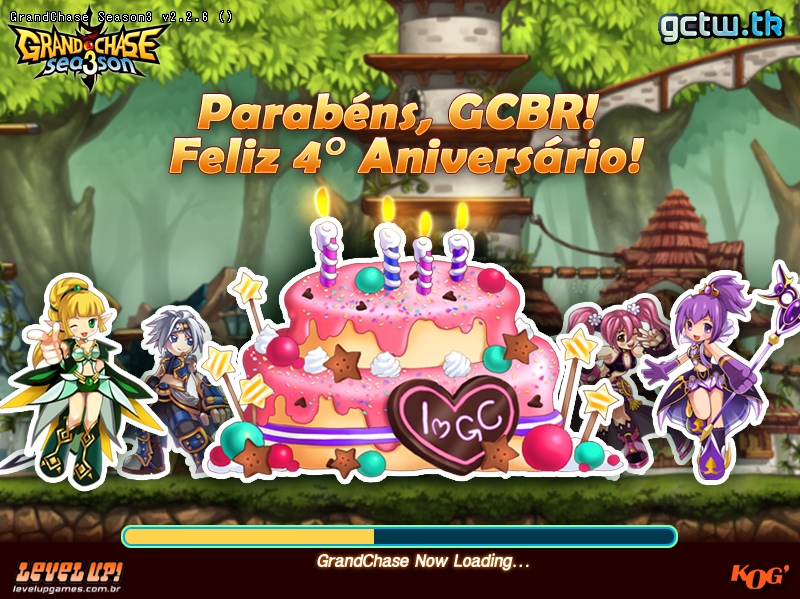 GrandChase Season3 v2.2.6 ()
GRAND CHASE
sea3son
gctw.tk
Parabéns, GCBR!
Feliz 4° Aniversário!
I ♡ GC
GrandChase Now Loading...
LEVEL UP!
levelupgames.com.br
KOG'